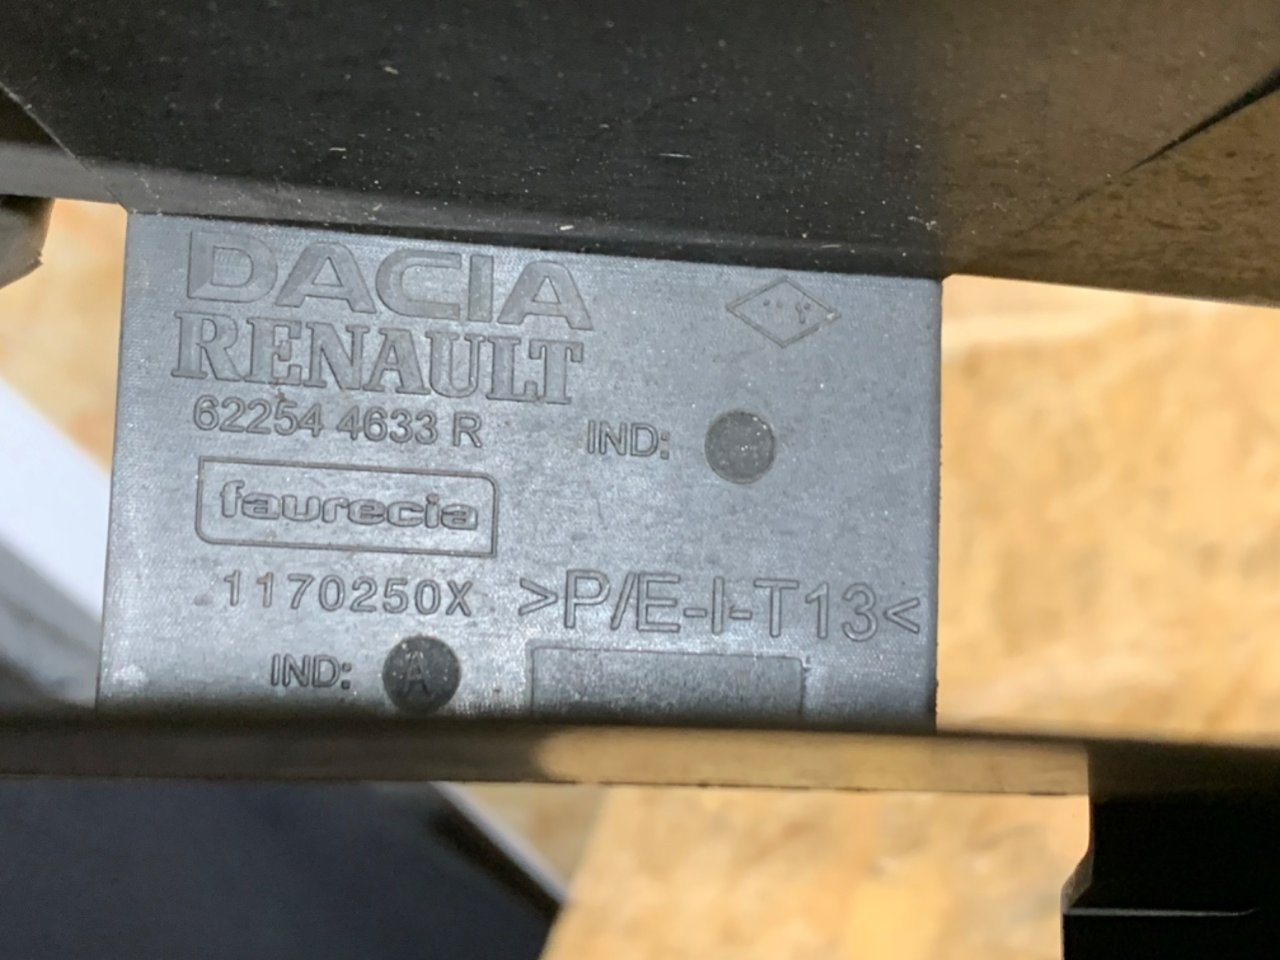 DACIA
RENAULT
62254 4633 R
IND:
faurecia
1170250X
>P/E-I-T13<
IND: A